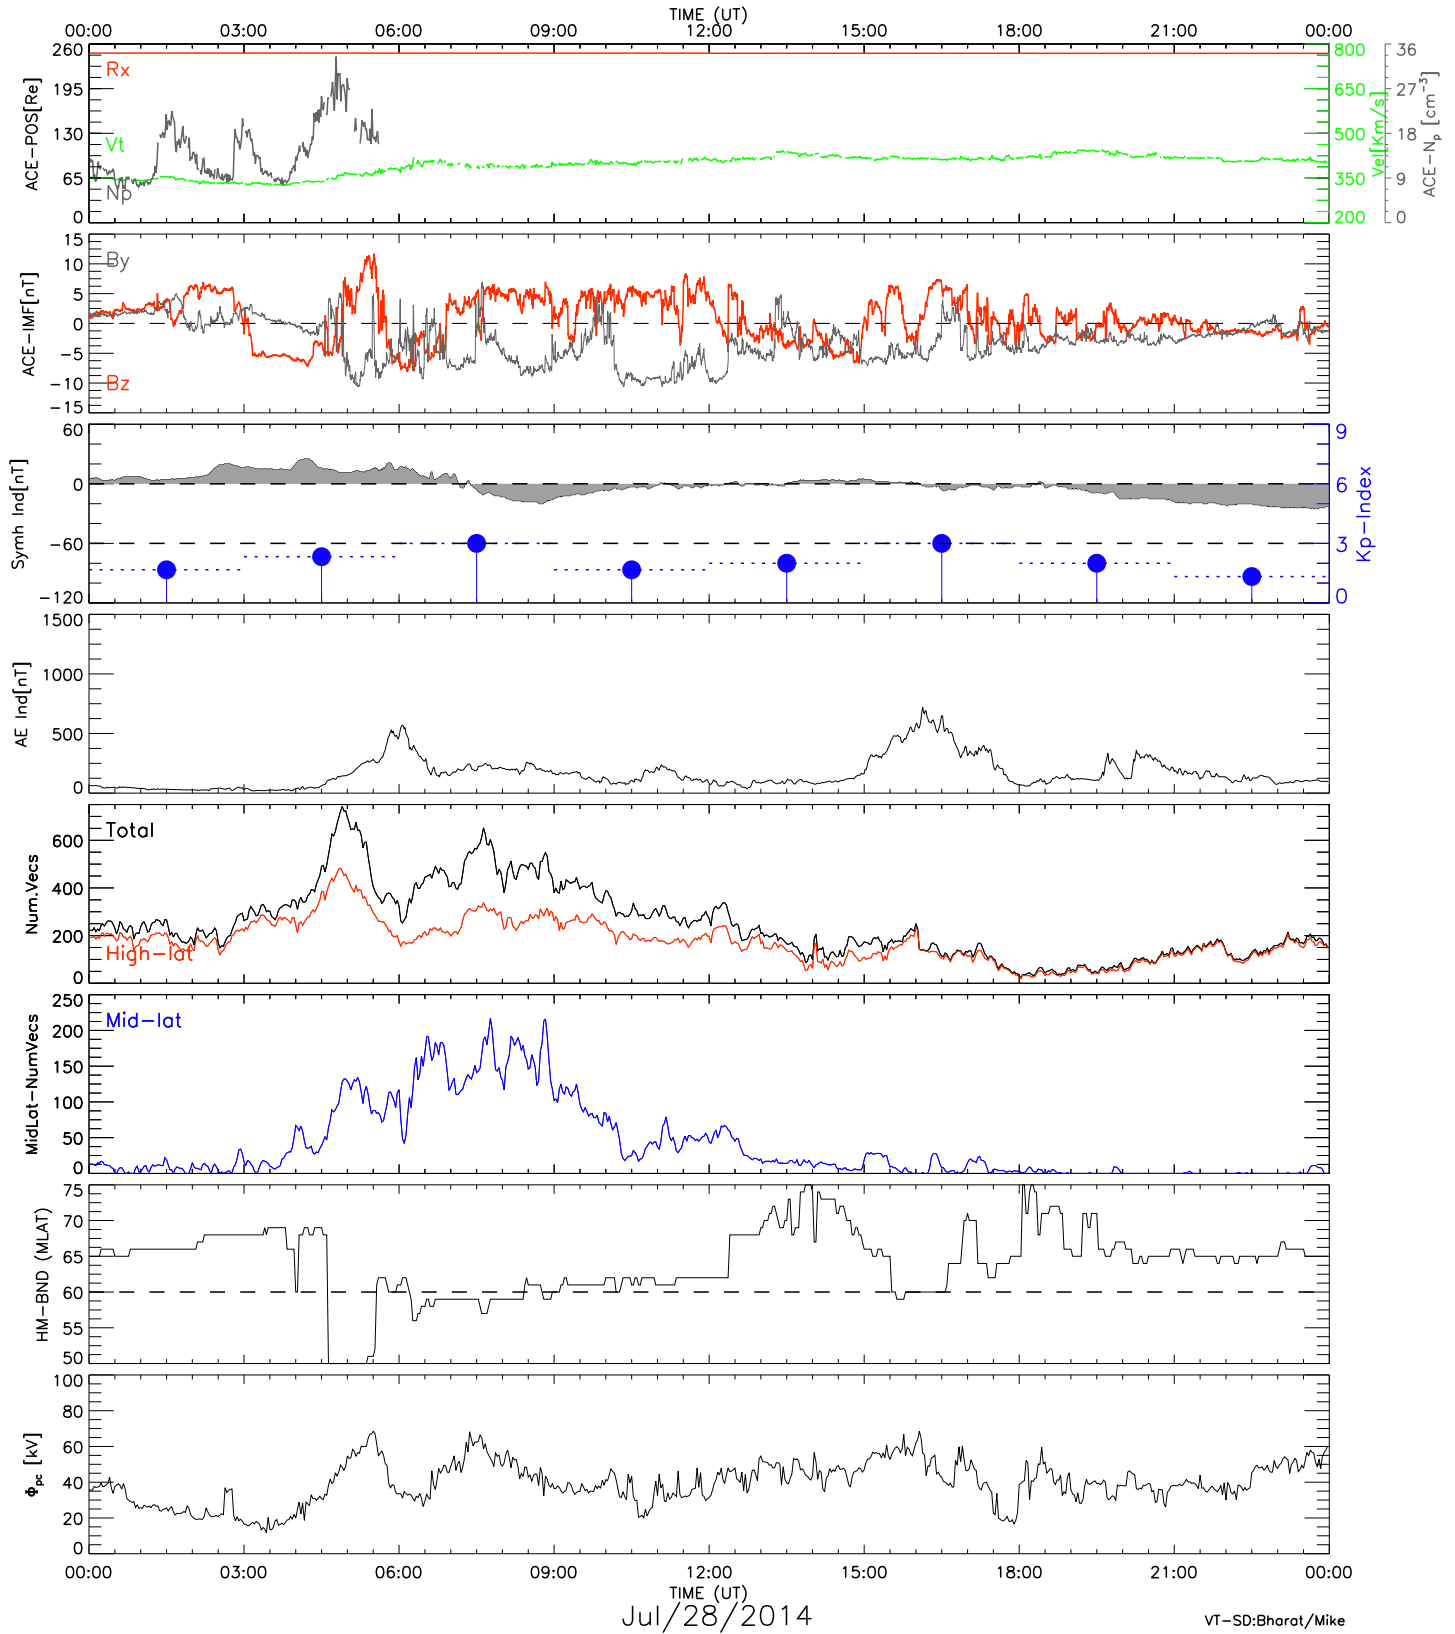 TIME (UT)
00:00 03:00 06:00 09:00 12:00 15:00 18:00 21:00 00:00
260 195 130 65 0
ACE-POS[Re]
Rx
Vt
Np
800 650 500 350 200
Vel[Km/s]
36 27 18 9 0
ACE-Np [cm-3]
15 10 5 0 -5 -10 -15
ACE-IMF[nT]
By
Bz
60 0 -60 -120
Symh Ind[nT]
9 6 3 0
Kp-Index
1500 1000 500 0
AE Ind[nT]
600 400 200 0
Num.Vecs
Total
High-lat
250 200 150 100 50 0
MidLat-NumVecs
Mid-lat
75 70 65 60 55 50
HM-BND (MLAT)
100 80 60 40 20 0
Φpc [kV]
00:00 03:00 06:00 09:00 12:00 15:00 18:00 21:00 00:00
TIME (UT)
Jul/28/2014
VT-SD:Bharat/Mike